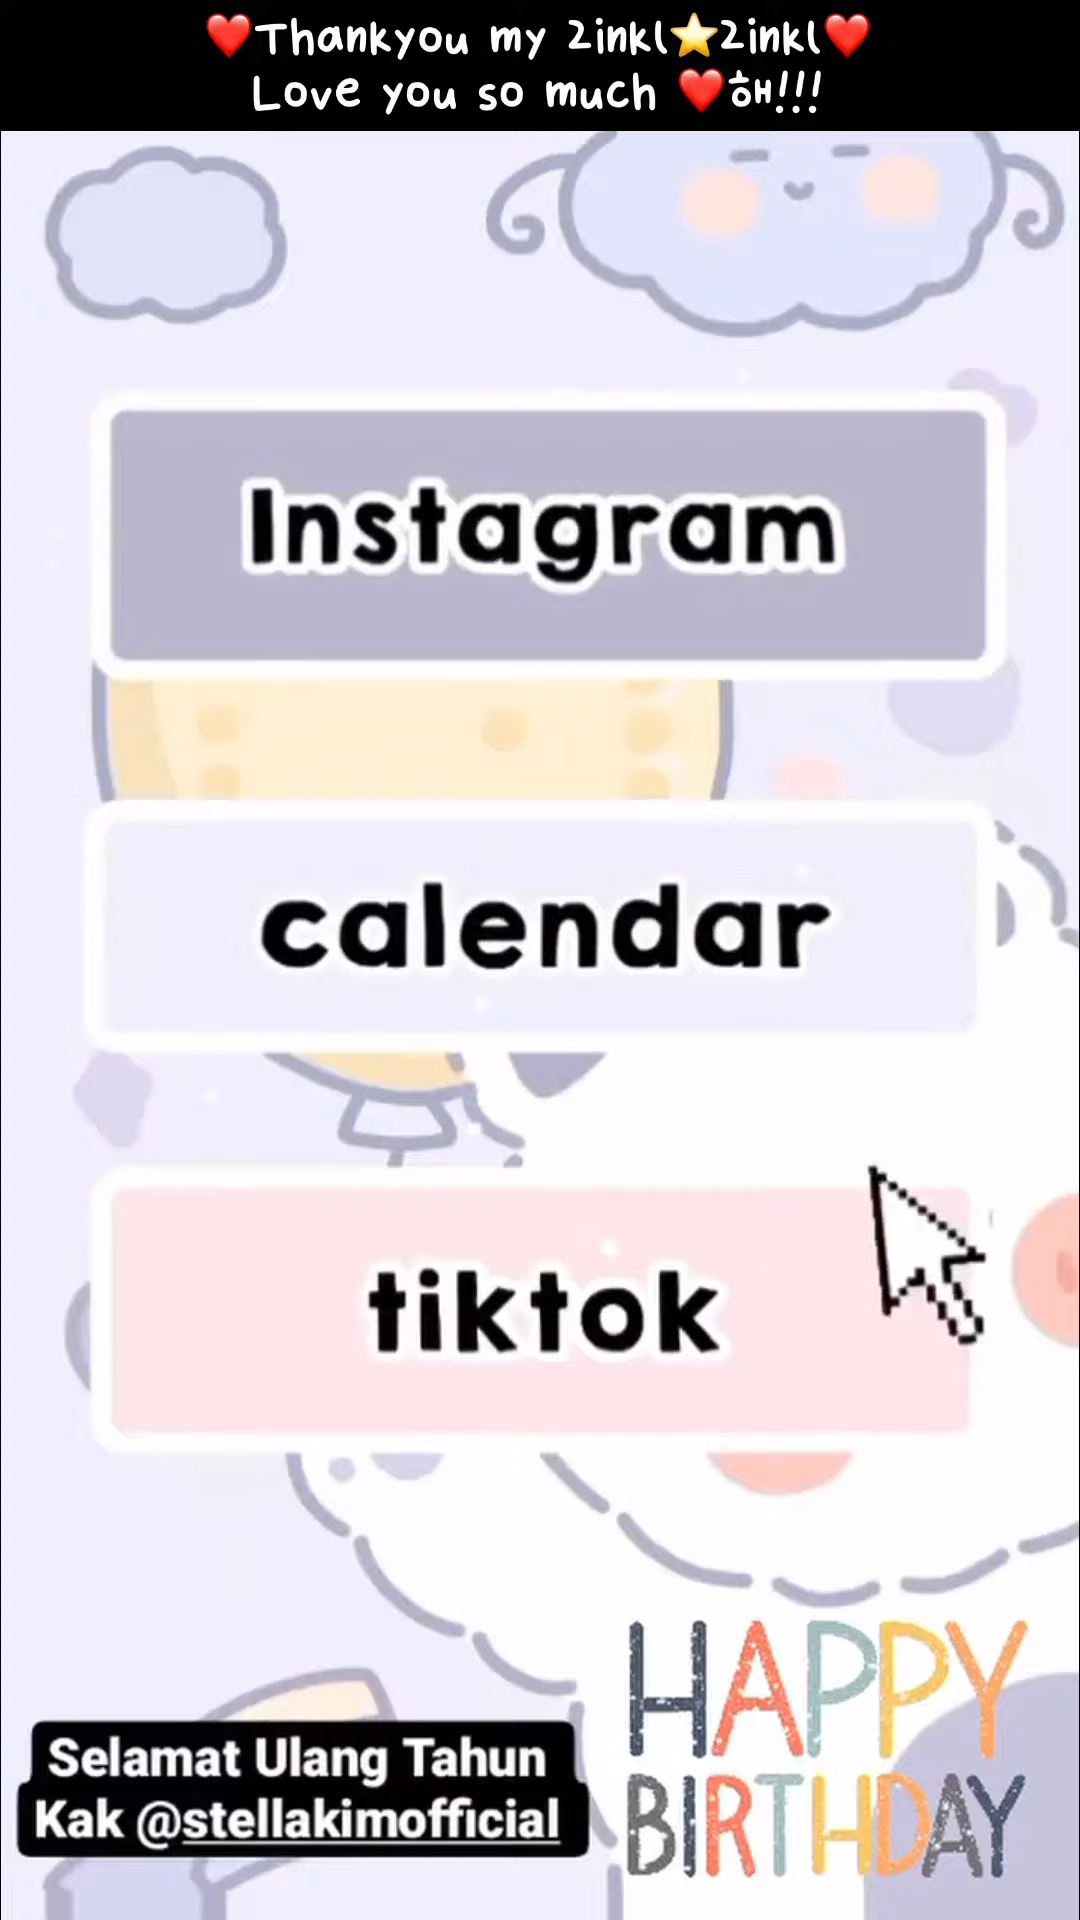 ❤️Thankyou my 2inkl⭐2inkl❤️
Love you so much ❤️해!!!
Instagram
calendar
tiktok
HAPPY
BIRTHDAY
Selamat Ulang Tahun
Kak @stellakimofficial